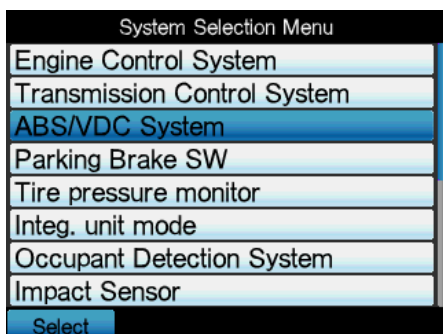 System Selection Menu
Engine Control System
Transmission Control System
ABS/VDC System
Parking Brake SW
Tire pressure monitor
Integ. unit mode
Occupant Detection System
Impact Sensor
Select